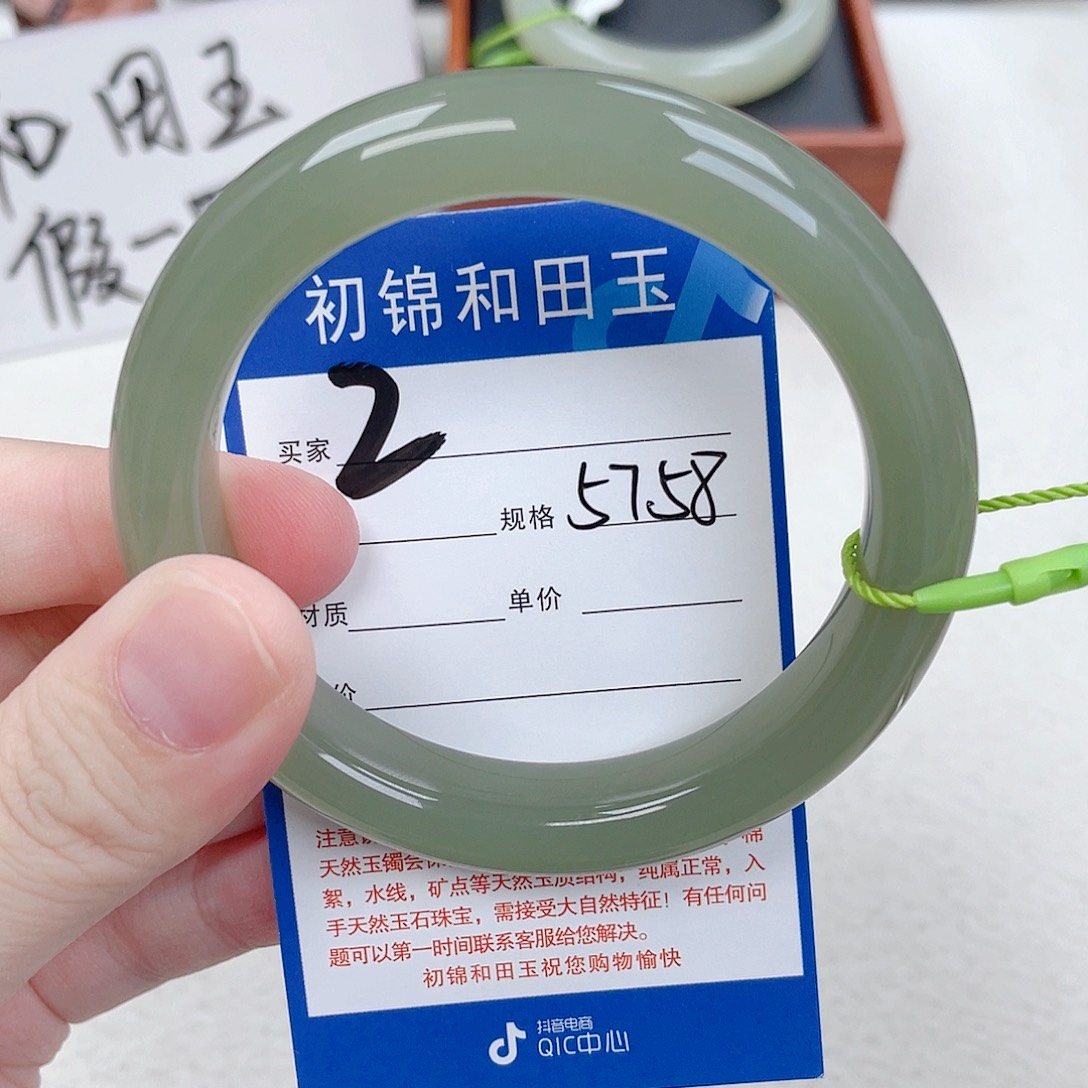 和田玉
假一
初锦和田玉
买家 2
规格 57.58
材质 单价
价
注意
天然玉镯会
絮，水线，矿点等天然玉质结构，纯属正常，入
手天然玉石珠宝，需接受大自然特征！有任何问
题可以第一时间联系客服给您解决。
初锦和田玉祝您购物愉快
抖音电商
QIC中心